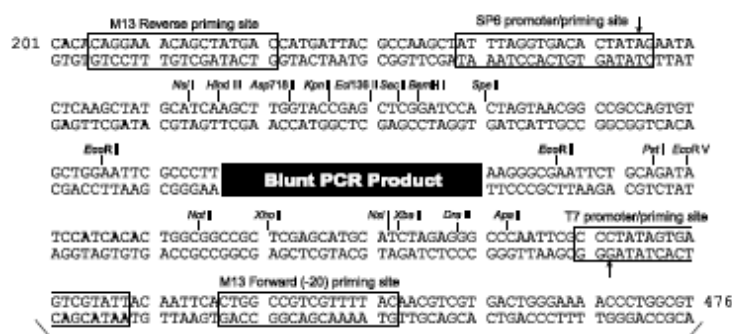 M13 Reverse priming site SP6 promoter/priming site
201 CACACAGGAA ACAGCTATGA CCATGATTAC GCCAAGCTAT TTAGGTGACA CTATAGAATA
GTGTGTCCTT TGTCGATACT GGTACTAATG CGGTTCGATA AATCCACTGT GATATCTTAT
Nsi I Hind III Asp718 I Kpn I Ecl136 II Sac I BamH I Spe I
CTCAAGCTAT GCATCAAGCT TGGTACCGAG CTCGGATCCA CTAGTAACGG CCGCCAGTGT
GAGTTCGATA CGTAGTTCGA ACCATGGCTC GAGCCTAGGT GATCATTGCC GGCGGTCACA
EcoR I EcoR I Pst I EcoR V
GCTGGAATTC GCCCTT Blunt PCR Product AAGGGCGAATTCT GCAGATA
CGACCTTAAG CGGGAA TTCCCGCTTAAGA CGTCTAT
Not I Xho I Nsi I Xba I Dra II Apa I T7 promoter/priming site
TCCATCACAC TGGCGGCCGC TCGAGCATGC ATCTAGAGGG CCCAATTCGC CCTATAGTGA
AGGTAGTGTG ACCGCCGGCG AGCTCGTACG TAGATCTCCC GGGTTAAGCG GGATATCACT
M13 Forward (-20) priming site
GTCGTATTAC AATTCACTGG CCGTCGTTTT ACAACGTCGT GACTGGGAAA ACCCTGGCGT 476
CAGCATAATG TTAAGTGACC GGCAGCAAAA TGTTGCAGCA CTGACCCTTT TGGGACCGCA